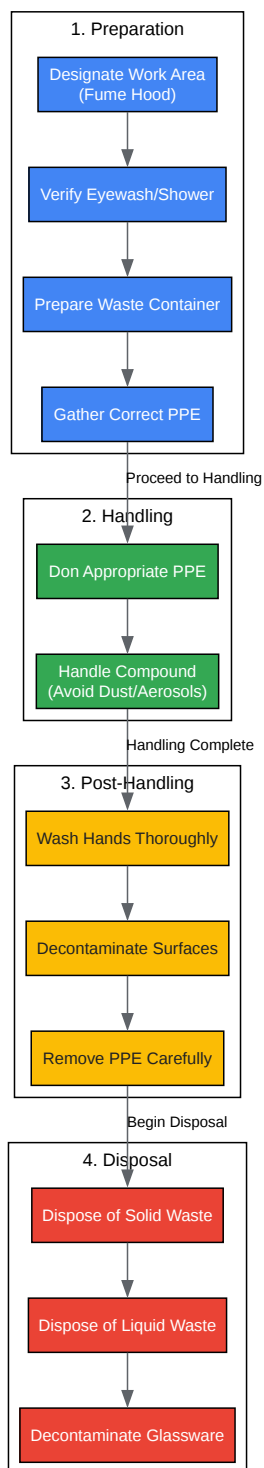 1. Preparation
Designate Work Area
(Fume Hood)
Verify Eyewash/Shower
Prepare Waste Container
Gather Correct PPE
Proceed to Handling
2. Handling
Don Appropriate PPE
Handle Compound
(Avoid Dust/Aerosols)
Handling Complete
3. Post-Handling
Wash Hands Thoroughly
Decontaminate Surfaces
Remove PPE Carefully
Begin Disposal
4. Disposal
Dispose of Solid Waste
Dispose of Liquid Waste
Decontaminate Glassware